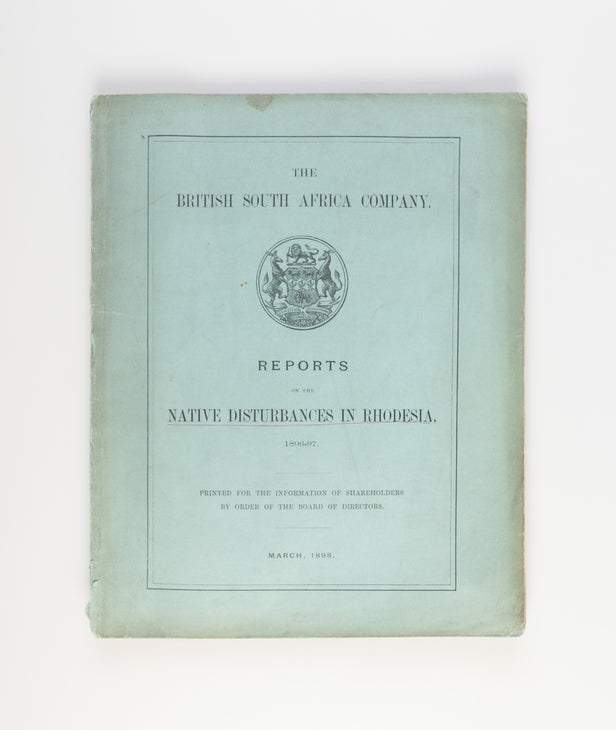 THE
BRITISH SOUTH AFRICA COMPANY.
REPORTS
ON THE
NATIVE DISTURBANCES IN RHODESIA,
1896-97.
PRINTED FOR THE INFORMATION OF SHAREHOLDERS
BY ORDER OF THE BOARD OF DIRECTORS.
MARCH, 1898.